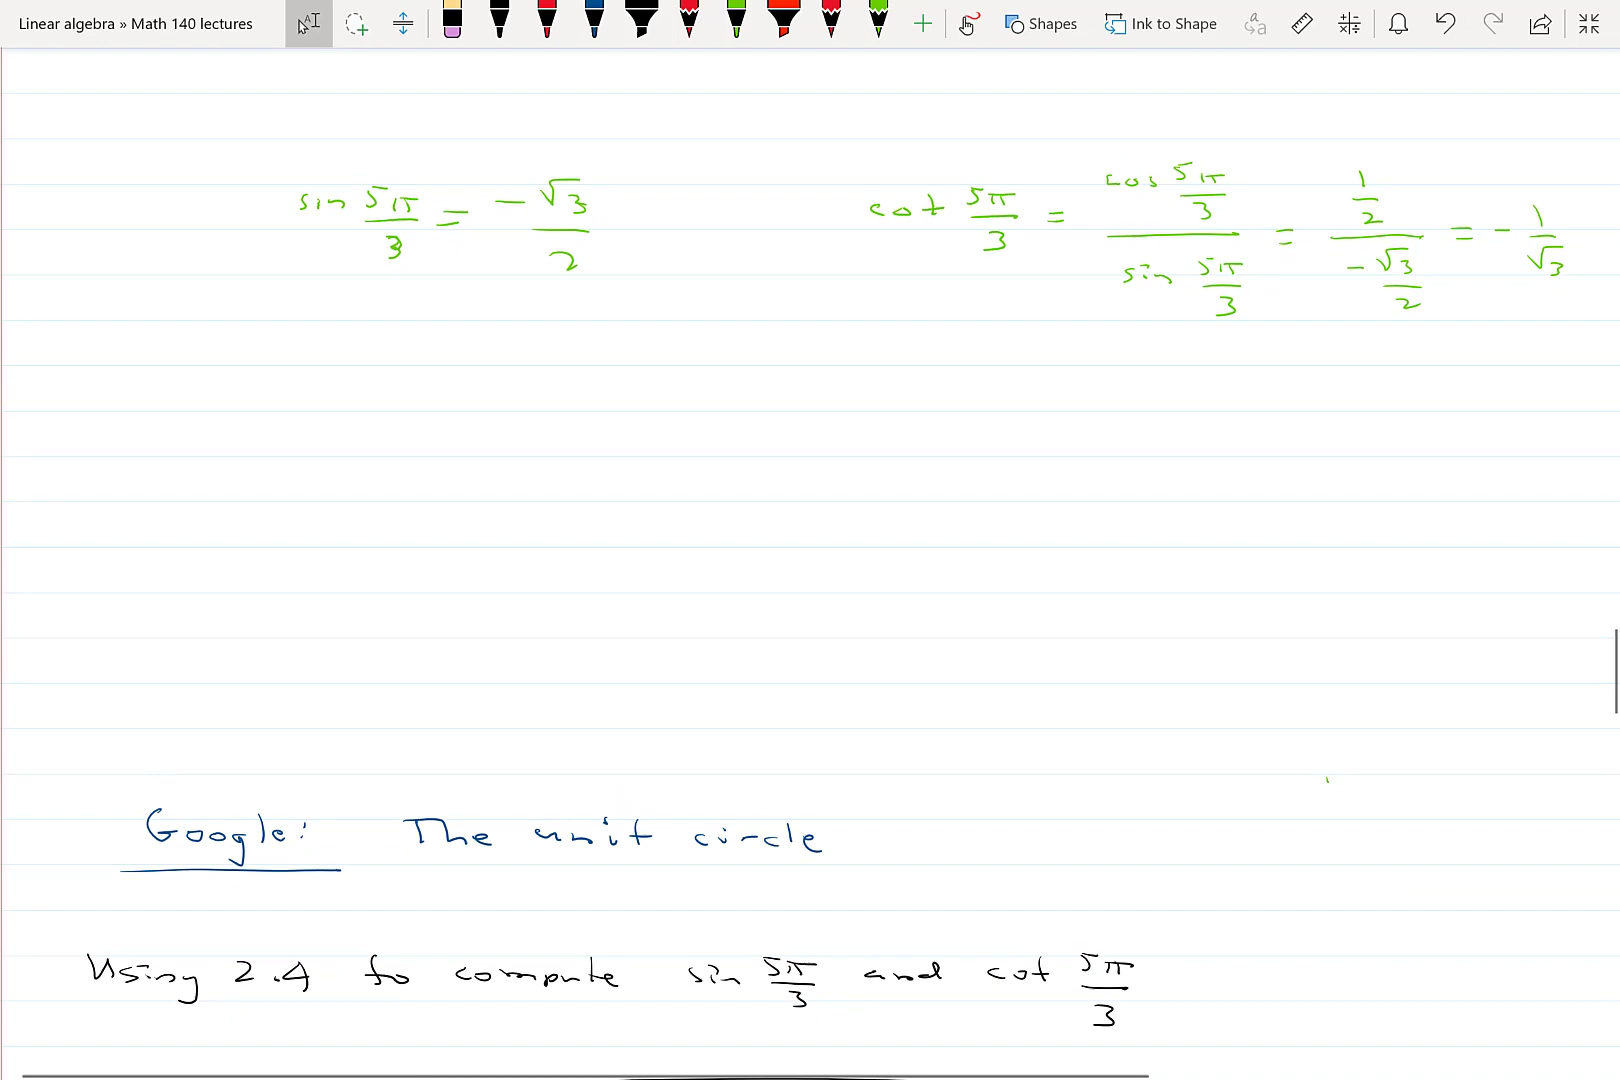 Linear algebra » Math 140 lectures
Shapes
Ink to Shape
sin 5π/3 = -√3/2
cot 5π/3 = cos 5π/3 / sin 5π/3 = 1/2 / -√3/2 = - 1/√3
Google: The unit circle
Using 2.4 to compute sin 5π/3 and cot 5π/3